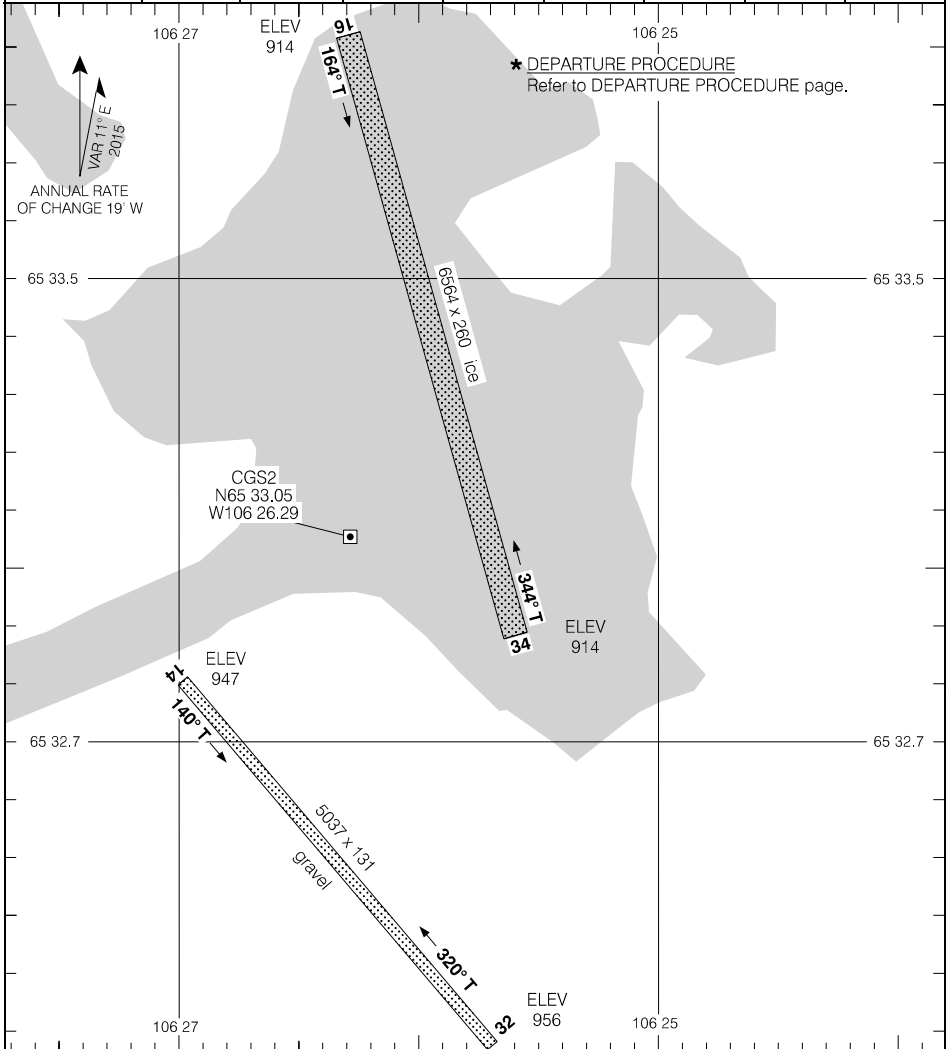 106 27
ELEV
914
16
106 25
164° T
* DEPARTURE PROCEDURE
Refer to DEPARTURE PROCEDURE page.
VAR 11° E
2015
ANNUAL RATE
OF CHANGE 19' W
65 33.5
65 33.5
6564 x 260 ice
CGS2
N65 33.05
W106 26.29
344° T
34
ELEV
914
ELEV
947
14
140° T
65 32.7
65 32.7
5037 x 131
gravel
320° T
32
ELEV
956
106 27
106 25